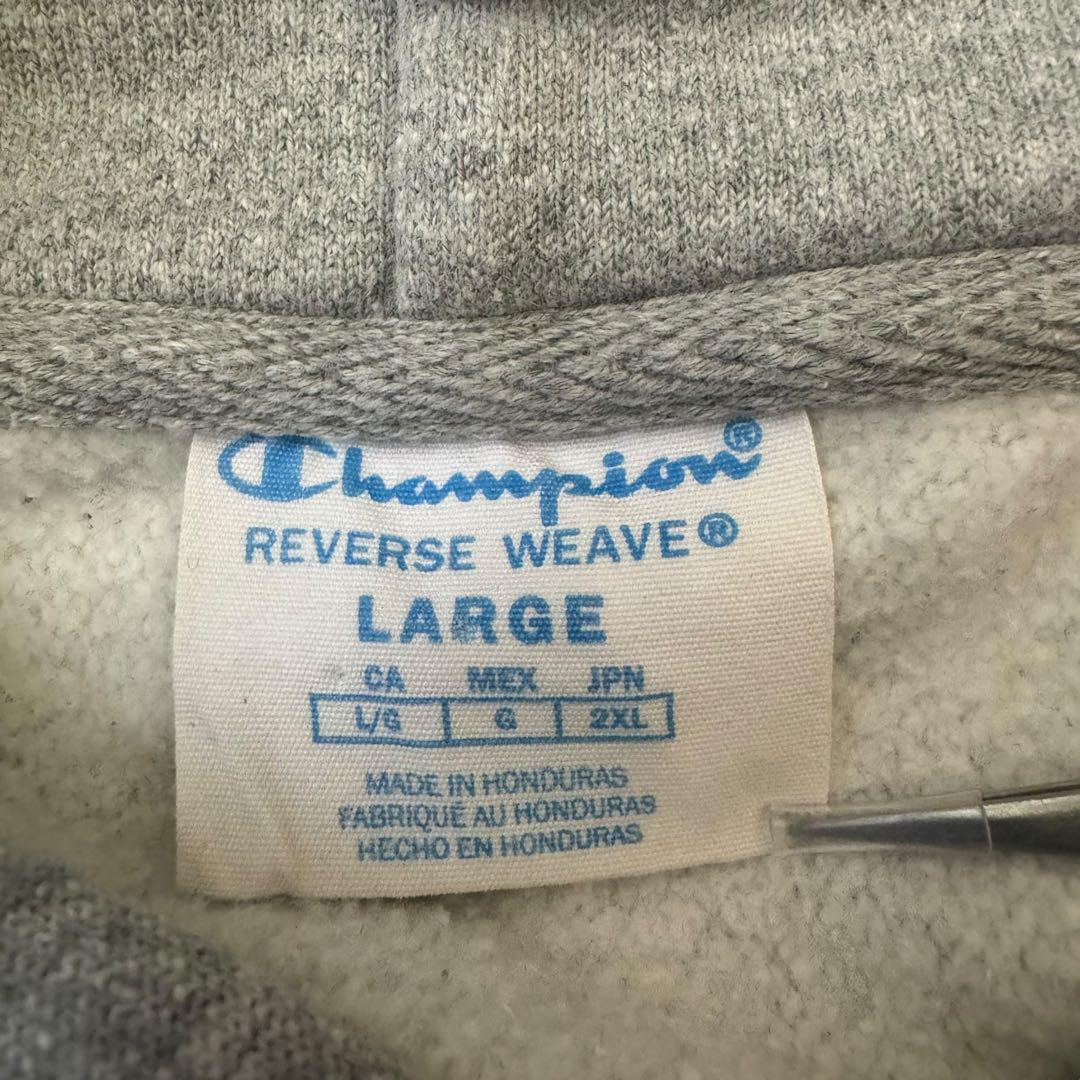 Champion®
REVERSE WEAVE®
LARGE
CA MEX JPN
L/G G 2XL
MADE IN HONDURAS
FABRIQUÉ AU HONDURAS
HECHO EN HONDURAS